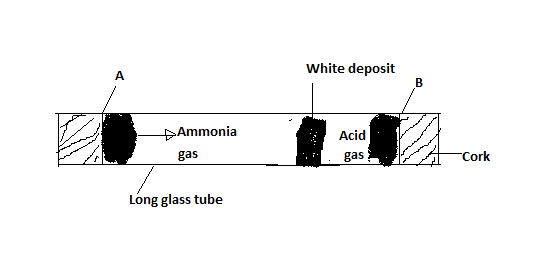 A
White deposit
B
Ammonia
gas
Acid
gas
Cork
Long glass tube